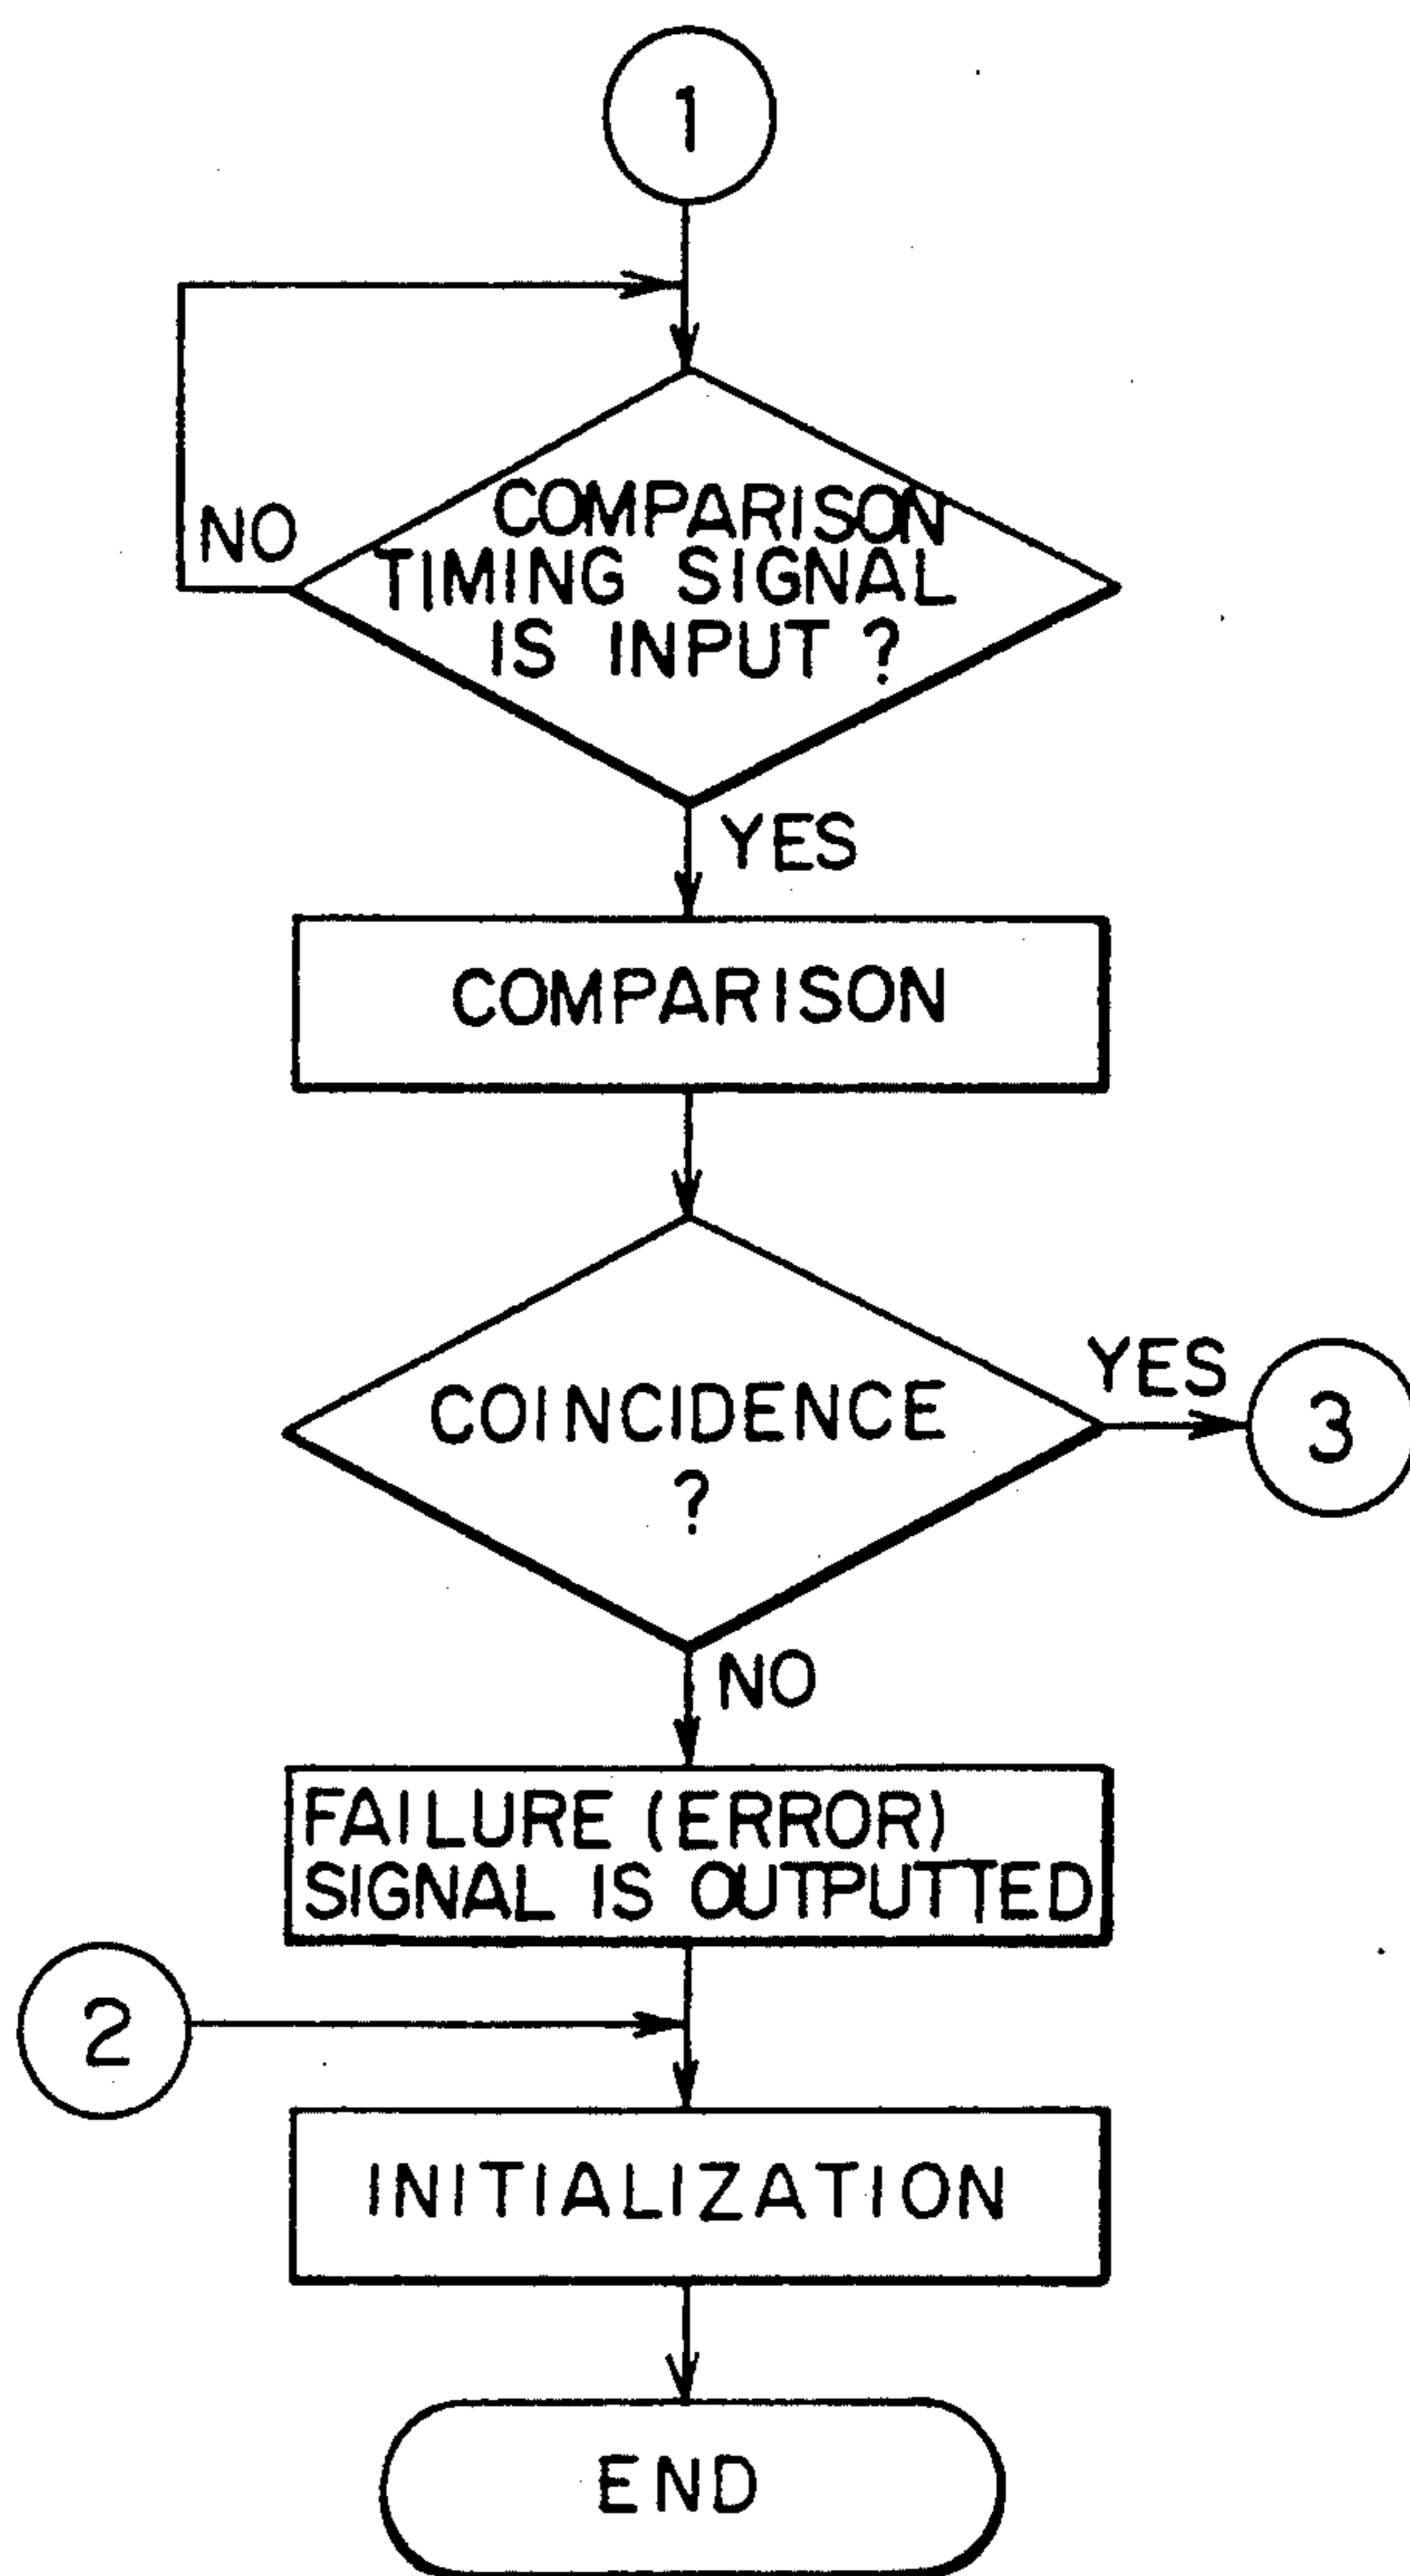 1
NO
COMPARISON
TIMING SIGNAL
IS INPUT ?
YES
COMPARISON
COINCIDENCE
?
YES
3
NO
FAILURE (ERROR)
SIGNAL IS OUTPUTTED
2
INITIALIZATION
END